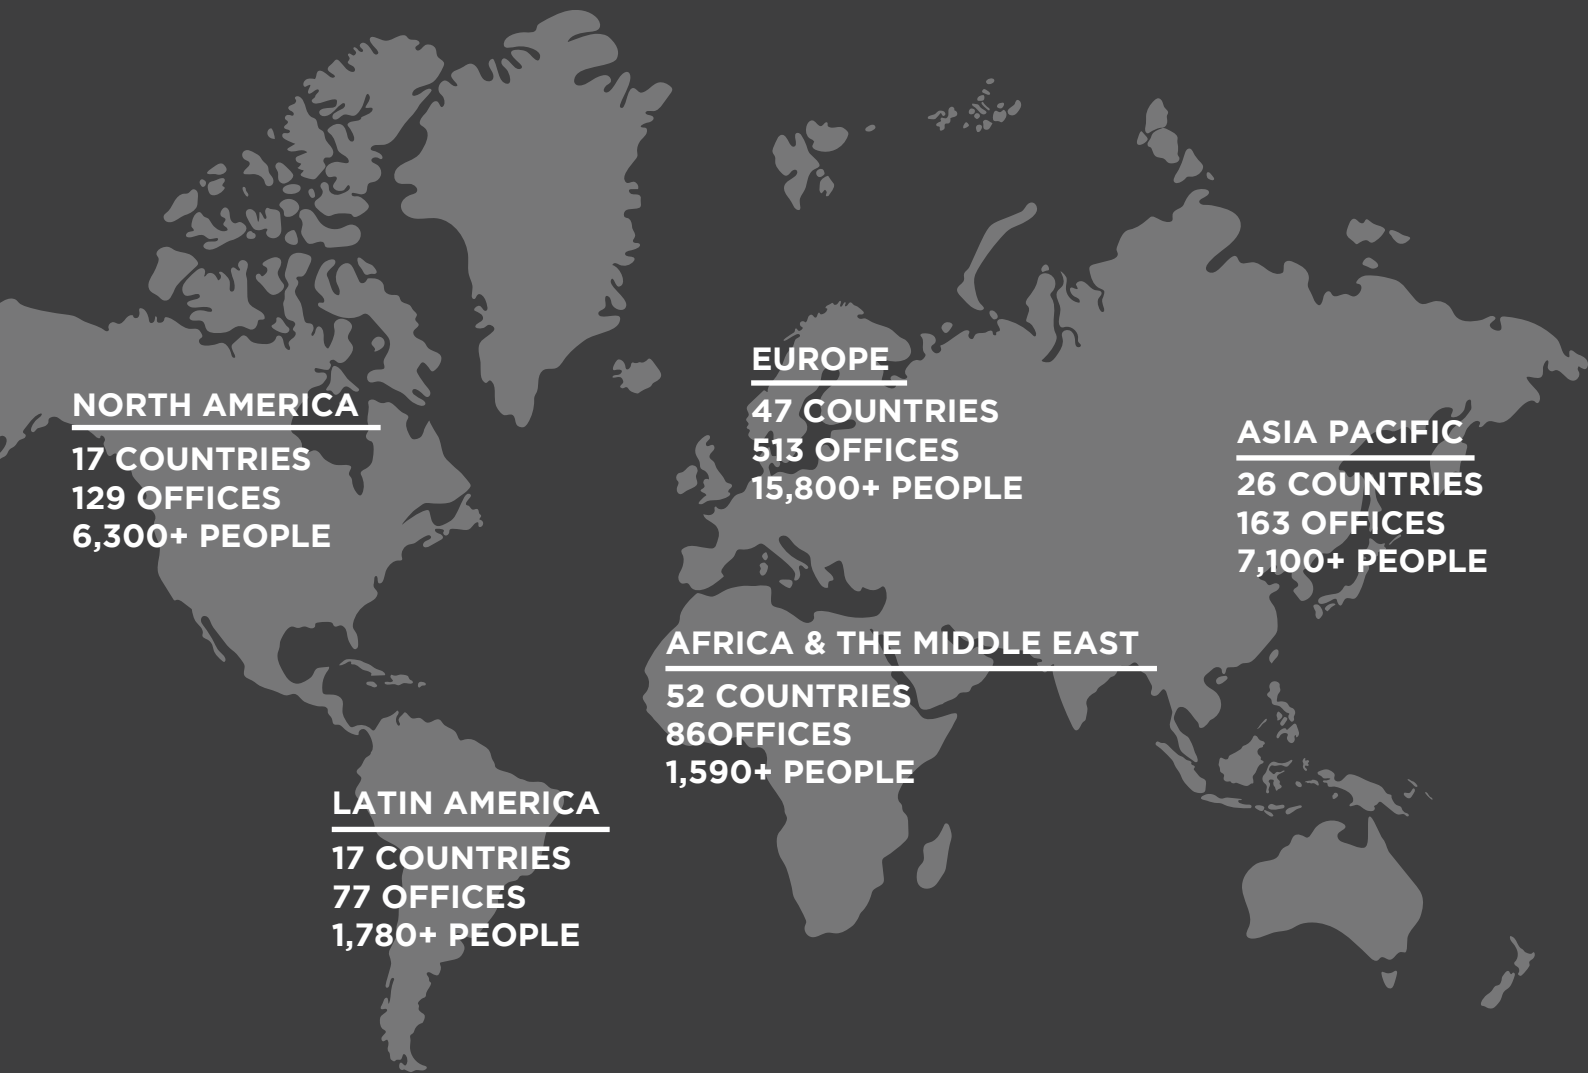 NORTH AMERICA
17 COUNTRIES
129 OFFICES
6,300+ PEOPLE
EUROPE
47 COUNTRIES
513 OFFICES
15,800+ PEOPLE
ASIA PACIFIC
26 COUNTRIES
163 OFFICES
7,100+ PEOPLE
AFRICA & THE MIDDLE EAST
52 COUNTRIES
86OFFICES
1,590+ PEOPLE
LATIN AMERICA
17 COUNTRIES
77 OFFICES
1,780+ PEOPLE